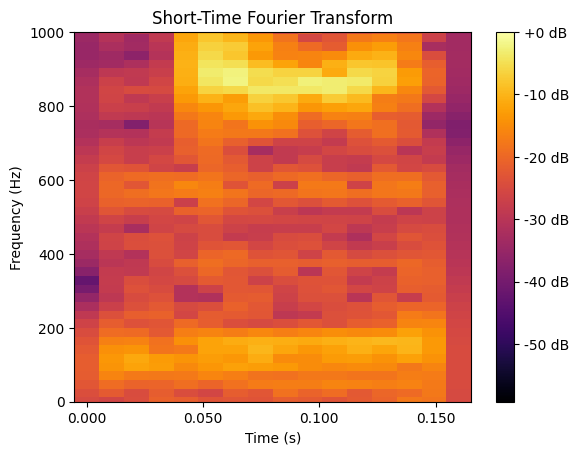 Short-Time Fourier Transform
1000
800
600
400
200
0
Frequency (Hz)
0.000
0.050
0.100
0.150
Time (s)
+0 dB
-10 dB
-20 dB
-30 dB
-40 dB
-50 dB